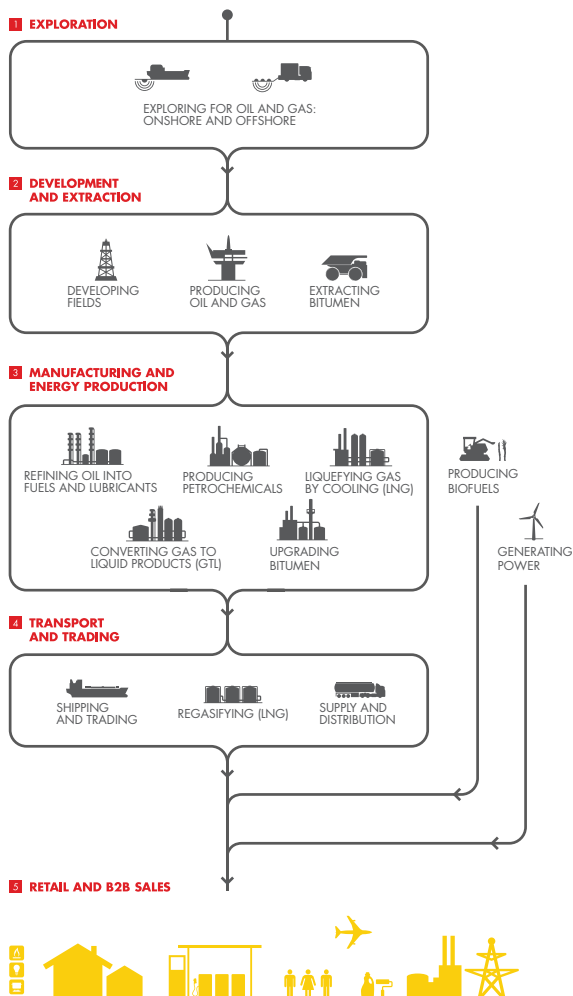 1 EXPLORATION
EXPLORING FOR OIL AND GAS:
ONSHORE AND OFFSHORE
2 DEVELOPMENT
AND EXTRACTION
DEVELOPING
FIELDS
PRODUCING
OIL AND GAS
EXTRACTING
BITUMEN
3 MANUFACTURING AND
ENERGY PRODUCTION
REFINING OIL INTO
FUELS AND LUBRICANTS
PRODUCING
PETROCHEMICALS
LIQUEFYING GAS
BY COOLING (LNG)
PRODUCING
BIOFUELS
CONVERTING GAS TO
LIQUID PRODUCTS (GTL)
UPGRADING
BITUMEN
GENERATING
POWER
4 TRANSPORT
AND TRADING
SHIPPING
AND TRADING
REGASIFYING (LNG)
SUPPLY AND
DISTRIBUTION
5 RETAIL AND B2B SALES